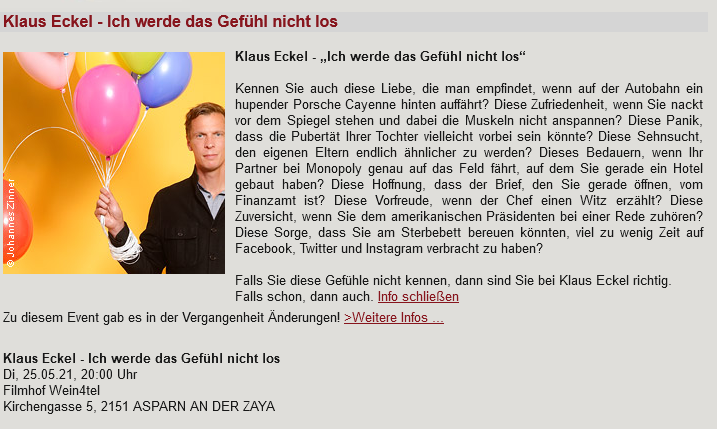 Klaus Eckel - Ich werde das Gefühl nicht los
© Johannes Zinner
Klaus Eckel - „Ich werde das Gefühl nicht los“
Kennen Sie auch diese Liebe, die man empfindet, wenn auf der Autobahn ein
hupender Porsche Cayenne hinten auffährt? Diese Zufriedenheit, wenn Sie nackt
vor dem Spiegel stehen und dabei die Muskeln nicht anspannen? Diese Panik,
dass die Pubertät Ihrer Tochter vielleicht vorbei sein könnte? Diese Sehnsucht,
den eigenen Eltern endlich ähnlicher zu werden? Dieses Bedauern, wenn Ihr
Partner bei Monopoly genau auf das Feld fährt, auf dem Sie gerade ein Hotel
gebaut haben? Diese Hoffnung, dass der Brief, den Sie gerade öffnen, vom
Finanzamt ist? Diese Vorfreude, wenn der Chef einen Witz erzählt? Diese
Zuversicht, wenn Sie dem amerikanischen Präsidenten bei einer Rede zuhören?
Diese Sorge, dass Sie am Sterbebett bereuen könnten, viel zu wenig Zeit auf
Facebook, Twitter und Instagram verbracht zu haben?
Falls Sie diese Gefühle nicht kennen, dann sind Sie bei Klaus Eckel richtig.
Falls schon, dann auch. Info schließen
Zu diesem Event gab es in der Vergangenheit Änderungen! >Weitere Infos ...
Klaus Eckel - Ich werde das Gefühl nicht los
Di, 25.05.21, 20:00 Uhr
Filmhof Wein4tel
Kirchengasse 5, 2151 ASPARN AN DER ZAYA